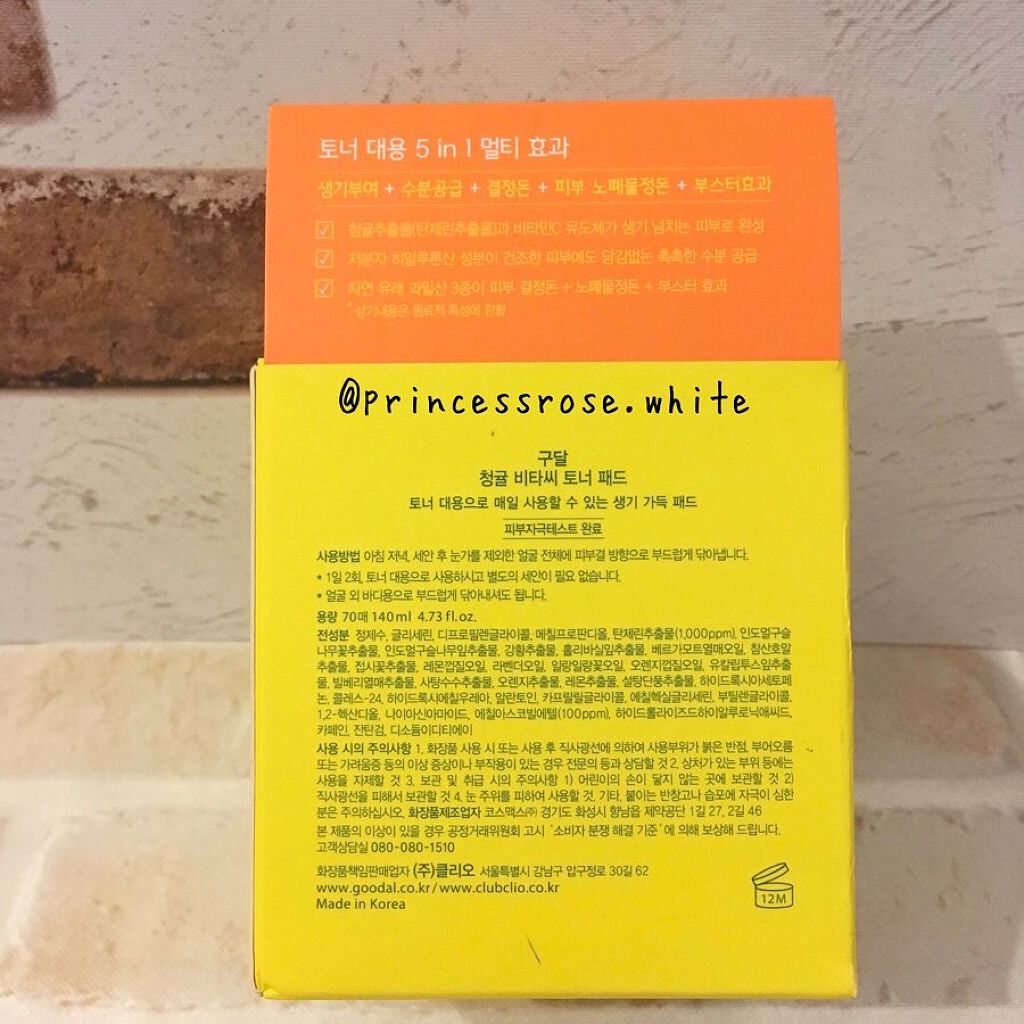 토너 대용 5 in 1 멀티 효과
생기부여 + 수분공급 + 결정돈 + 피부 노폐물정돈 + 부스터효과
청귤추출물(탄제린추출물)과 비타민C 유도체가 생기 넘치는 피부로 완성
저분자 히알루론산 성분이 건조한 피부에도 당김없는 촉촉한 수분 공급
자연 유래 과일산 3종이 피부 결정돈 + 노폐물정돈 + 부스터 효과
* 상기내용은 원료적 특성에 한함
@princessrose.white
구달
청귤 비타씨 토너 패드
토너 대용으로 매일 사용할 수 있는 생기 가득 패드
피부자극테스트 완료
사용방법 아침 저녁, 세안 후 눈가를 제외한 얼굴 전체에 피부결 방향으로 부드럽게 닦아냅니다.
• 1일 2회, 토너 대용으로 사용하시고 별도의 세안이 필요 없습니다.
• 얼굴 외 바디용으로 부드럽게 닦아내셔도 됩니다.
용량 70매 140ml 4.73 fl.oz.
전성분 정제수, 글리세린, 디프로필렌글라이콜, 메칠프로판디올, 탄제린추출물(1,000ppm), 인도멀구슬
나무꽃추출물, 인도멀구슬나무잎추출물, 강황추출물, 홀리바실잎추출물, 베르가모트열매오일, 참산호말
추출물, 접시꽃추출물, 레몬껍질오일, 라벤더오일, 일랑일랑꽃오일, 오렌지껍질오일, 유칼립투스잎추출
물, 빌베리열매추출물, 사탕수수추출물, 오렌지추출물, 레몬추출물, 설탕단풍추출물, 하이드록시아세토페
논, 콜레스-24, 하이드록시에칠우레아, 알란토인, 카프릴릴글라이콜, 에칠헥실글리세린, 부틸렌글라이콜,
1,2-헥산디올, 나이아신아마이드, 에칠아스코빌에텔(100ppm), 하이드롤라이즈드하이알루로닉애씨드,
카페인, 잔탄검, 디소듐이디티에이
사용 시의 주의사항 1. 화장품 사용 시 또는 사용 후 직사광선에 의하여 사용부위가 붉은 반점, 부어오름
또는 가려움증 등의 이상 증상이나 부작용이 있는 경우 전문의 등과 상담할 것 2. 상처가 있는 부위 등에는
사용을 자제할 것 3. 보관 및 취급 시의 주의사항 1) 어린이의 손이 닿지 않는 곳에 보관할 것 2)
직사광선을 피해서 보관할 것 4. 눈 주위를 피하여 사용할 것. 기타, 붙이는 반창고나 습포에 자극이 심한
분은 주의하십시오. 화장품제조업자 코스맥스㈜ 경기도 화성시 향남읍 제약공단 1길 27, 2길 46
본 제품의 이상이 있을 경우 공정거래위원회 고시 '소비자 분쟁 해결 기준'에 의해 보상해 드립니다.
고객상담실 080-080-1510
화장품책임판매업자 (주)클리오 서울특별시 강남구 압구정로 30길 62
www.goodal.co.kr/www.clubclio.co.kr
Made in Korea
12M